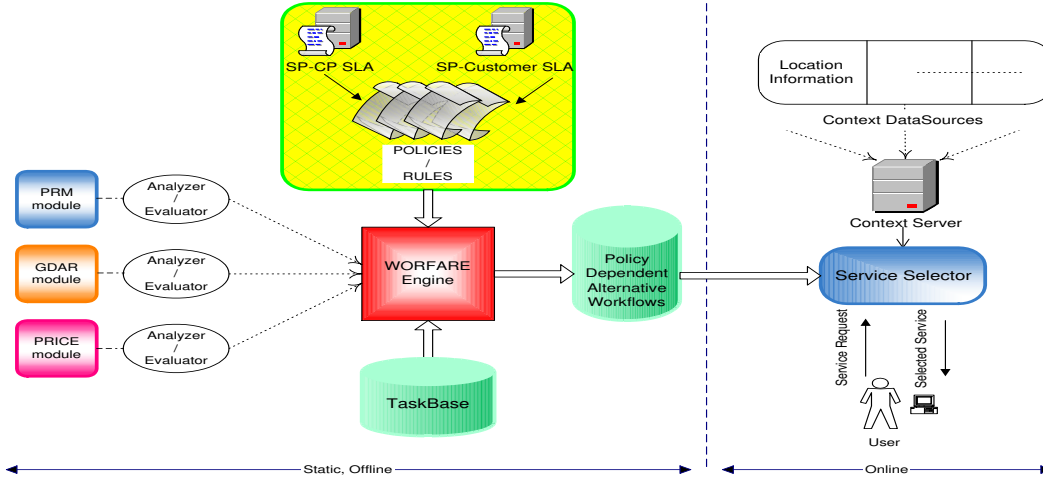 SP-CP SLA
SP-Customer SLA
POLICIES
/
RULES
PRM
module
Analyzer
/
Evaluator
GDAR
module
Analyzer
/
Evaluator
PRICE
module
Analyzer
/
Evaluator
WORFARE
Engine
TaskBase
Policy
Dependent
Alternative
Workflows
Location
Information
Context DataSources
Context Server
Service Selector
Service Request
Selected Service
User
Static, Offline
Online